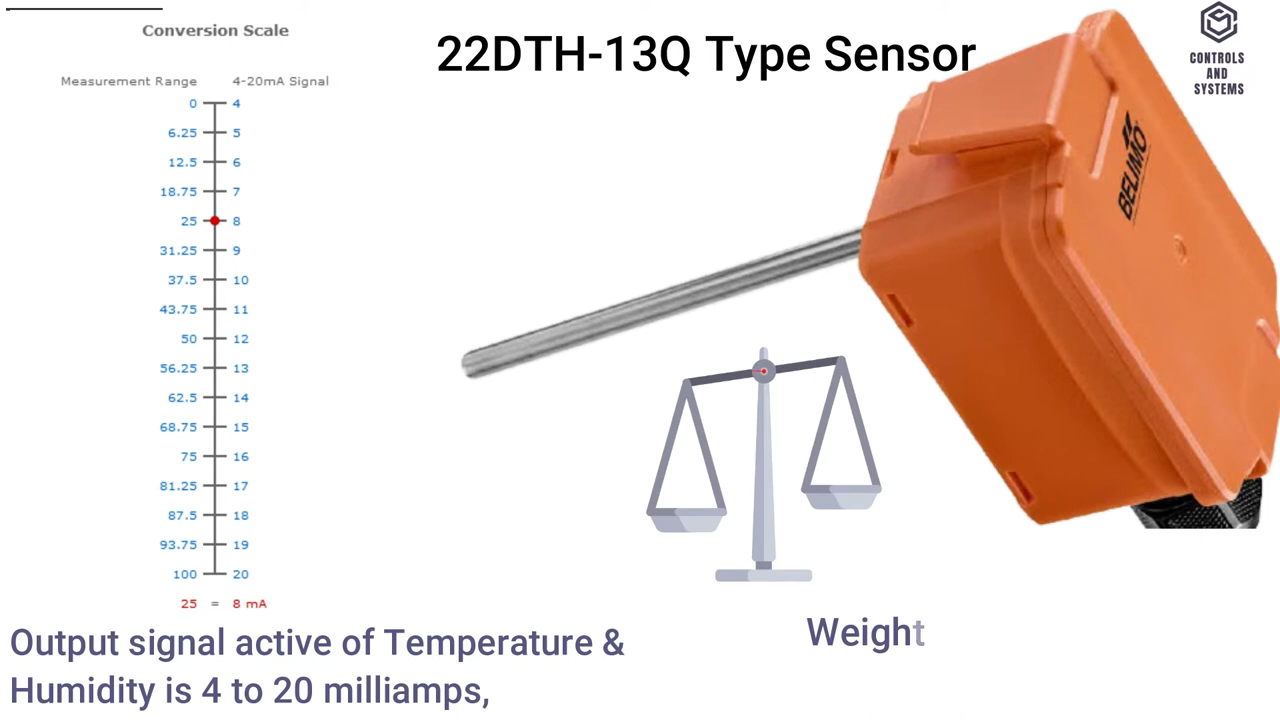 Conversion Scale
22DTH-13Q Type Sensor
CONTROLS
AND
SYSTEMS
Measurement Range 4-20mA Signal
0 4
6.25 5
12.5 6
18.75 7
25 8
31.25 9
37.5 10
43.75 11
50 12
56.25 13
62.5 14
68.75 15
75 16
81.25 17
87.5 18
93.75 19
100 20
25 = 8 mA
BELIMO
Output signal active of Temperature &
Humidity is 4 to 20 milliamps,
Weight